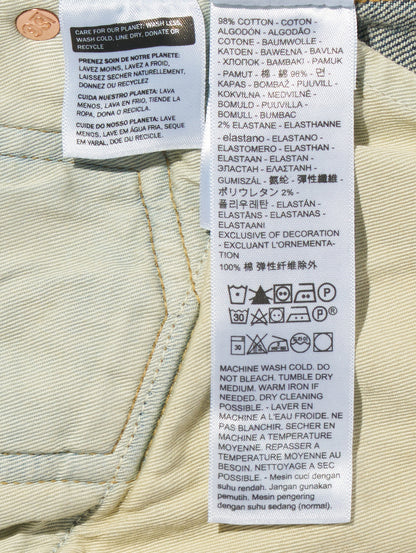 CARE FOR OUR PLANET: WASH LESS,
WASH COLD, LINE DRY, DONATE OR
RECYCLE
PRENEZ SOIN DE NOTRE PLANETE:
LAVEZ MOINS, LAVEZ A FROID,
SECHER NATURELLEMENT,
DONNEZ OU RECYCLEZ
CUIDA NUESTRO PLANETA: LAVA
MENOS, LAVA EN FRÍO, TIENDE LA
ROPA, DONA O RECICLA.
CUIDE DO NOSSO PLANETA: LAVE
MENOS, LAVE EM ÁGUA FRIA, SEQUE
EM VARAL, DOE OU RECICLE.
98% COTTON - COTON -
ALGODÓN - ALGODÃO -
COTONE - BAUMWOLLE -
KATOEN - BAWEŁNA - BAVLNA
- ХЛОПОК - BAMBAKI - PAMUK
- PAMUT - 棉 - 綿 98% - 면 -
KAPAS - BOMBAŽ - PUUVILL -
KOKVILNA - MEDVILNĖ -
BOMULD - PUUVILLA -
BOMULL - BUMBAC
2% ELASTANE - ELASTHANNE
- elastano - ELASTANO -
ELASTOMERO - ELASTHAN -
ELASTAAN - ELASTAN -
ЭЛАСТАН - ΕΛΑΣΤΑΝΗ -
GUMISZÁL - 氨纶 - 彈性纖維 -
ポリウレタン 2% -
폴리우레탄 - ELASTÁN -
ELASTĀNS - ELASTANAS -
ELASTAANI
EXCLUSIVE OF DECORATION
- EXCLUANT L'ORNEMENTA-
TION
100% 棉 弹性纤维除外
P
30 P
30
MACHINE WASH COLD. DO
NOT BLEACH. TUMBLE DRY
MEDIUM. WARM IRON IF
NEEDED. DRY CLEANING
POSSIBLE. - LAVER EN
MACHINE A L'EAU FROIDE. NE
PAS BLANCHIR. SECHER EN
MACHINE A TEMPERATURE
MOYENNE. REPASSER A
TEMPERATURE MOYENNE AU
BESOIN. NETTOYAGE A SEC
POSSIBLE. - Mesin cuci dengan
suhu rendah. Jangan gunakan
pemutih. Mesin pengering
dengan suhu sedang (normal).